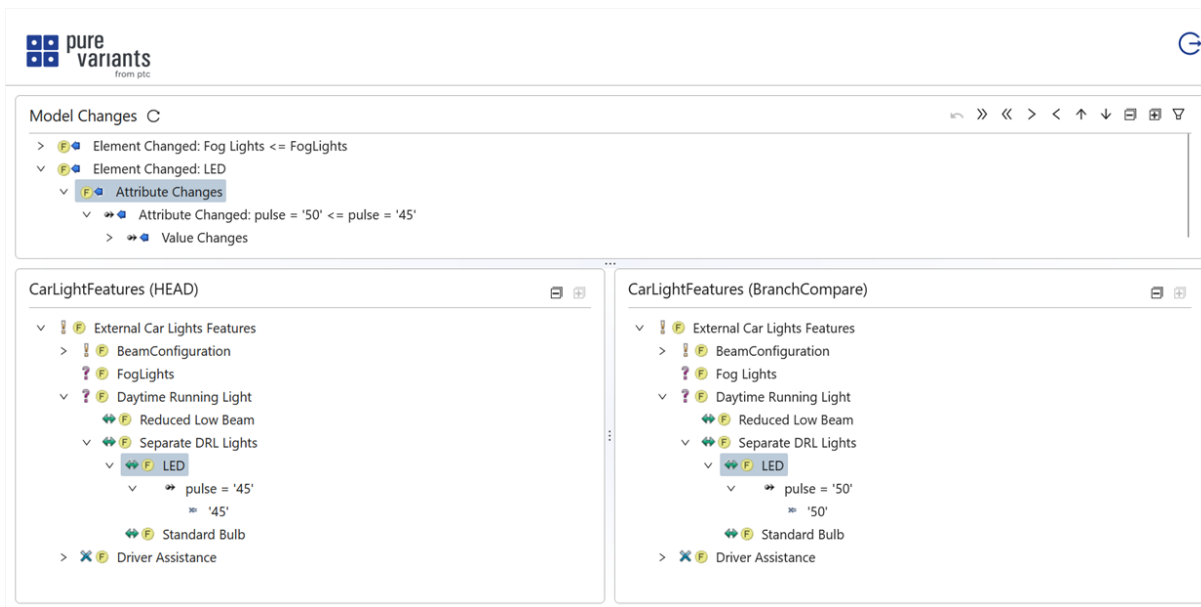 pure
variants
from ptc
Model Changes
Element Changed: Fog Lights <= FogLights
Element Changed: LED
Attribute Changes
Attribute Changed: pulse = '50' <= pulse = '45'
Value Changes
CarLightFeatures (HEAD)
External Car Lights Features
BeamConfiguration
FogLights
Daytime Running Light
Reduced Low Beam
Separate DRL Lights
LED
pulse = '45'
'45'
Standard Bulb
Driver Assistance
CarLightFeatures (BranchCompare)
External Car Lights Features
BeamConfiguration
Fog Lights
Daytime Running Light
Reduced Low Beam
Separate DRL Lights
LED
pulse = '50'
'50'
Standard Bulb
Driver Assistance